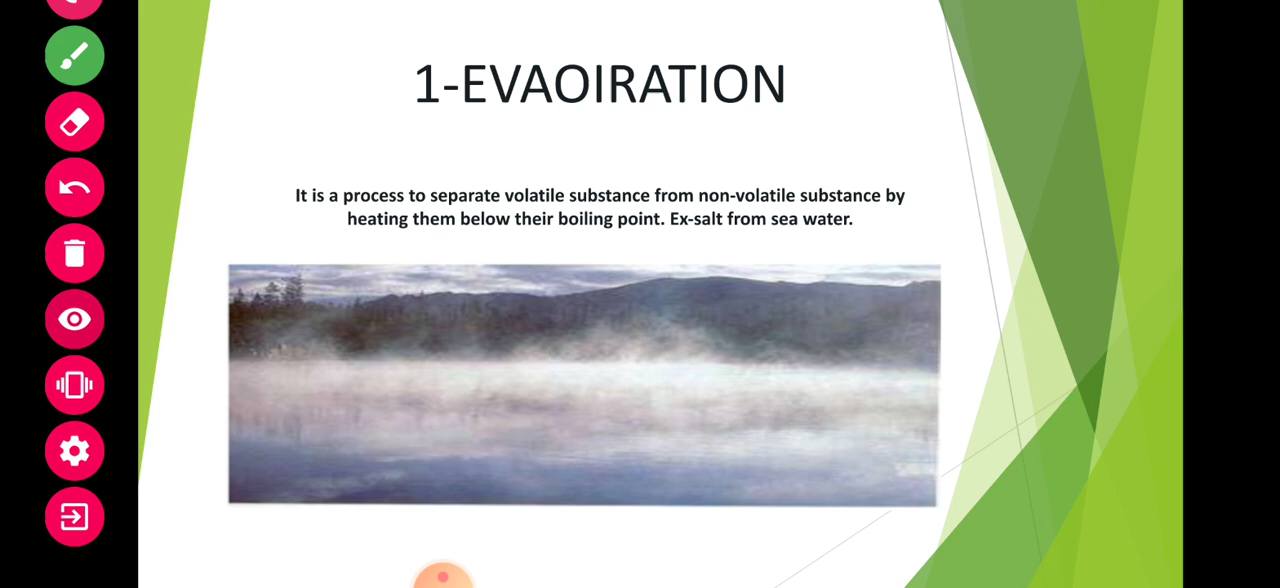 1-EVAOIRATION
It is a process to separate volatile substance from non-volatile substance by
heating them below their boiling point. Ex-salt from sea water.